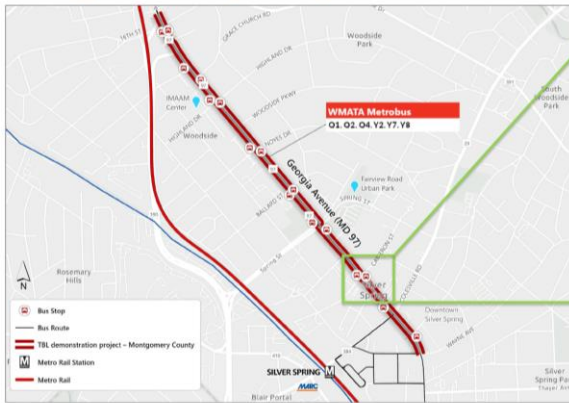 16TH ST
GRACE CHURCH RD
Woodside
Park
HIGHLAND DR
IMAAM
Center
WOODSIDE PKWY
South
Woodside
Park
WMATA Metrobus
Q1, Q2, Q4, Y2, Y7, Y8
HIGHLAND DR
Woodside
NOYES DR
Georgia Avenue (MD 97)
Fairview Road
Urban Park
BALLARD ST
SPRING ST
Spring St
CAMERON ST
COLESVILLE RD
Silver
Spring
N
Rosemary
Hills
Downtown
Silver Spring
WAYNE AVE
Bus Stop
Bus Route
TBL demonstration project – Montgomery County
M Metro Rail Station
Metro Rail
SILVER SPRING M
MARC
Blair Portal
Silver
Spring Park
Thayer Ave